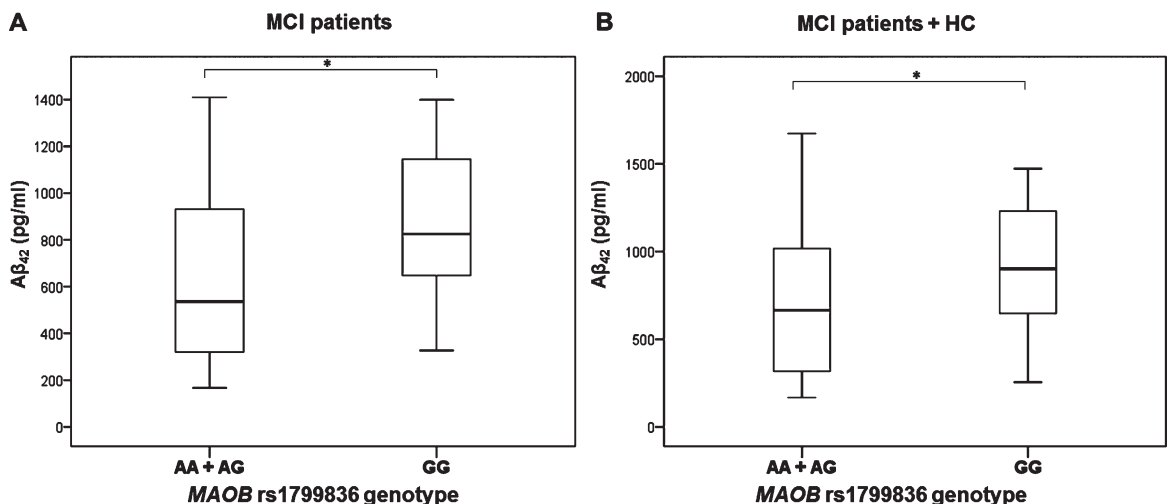 A
MCI patients
*
1400
1200
1000
800
600
400
200
0
Aβ42 (pg/ml)
AA + AG
GG
MAOB rs1799836 genotype
B
MCI patients + HC
*
2000
1500
1000
500
0
Aβ42 (pg/ml)
AA + AG
GG
MAOB rs1799836 genotype